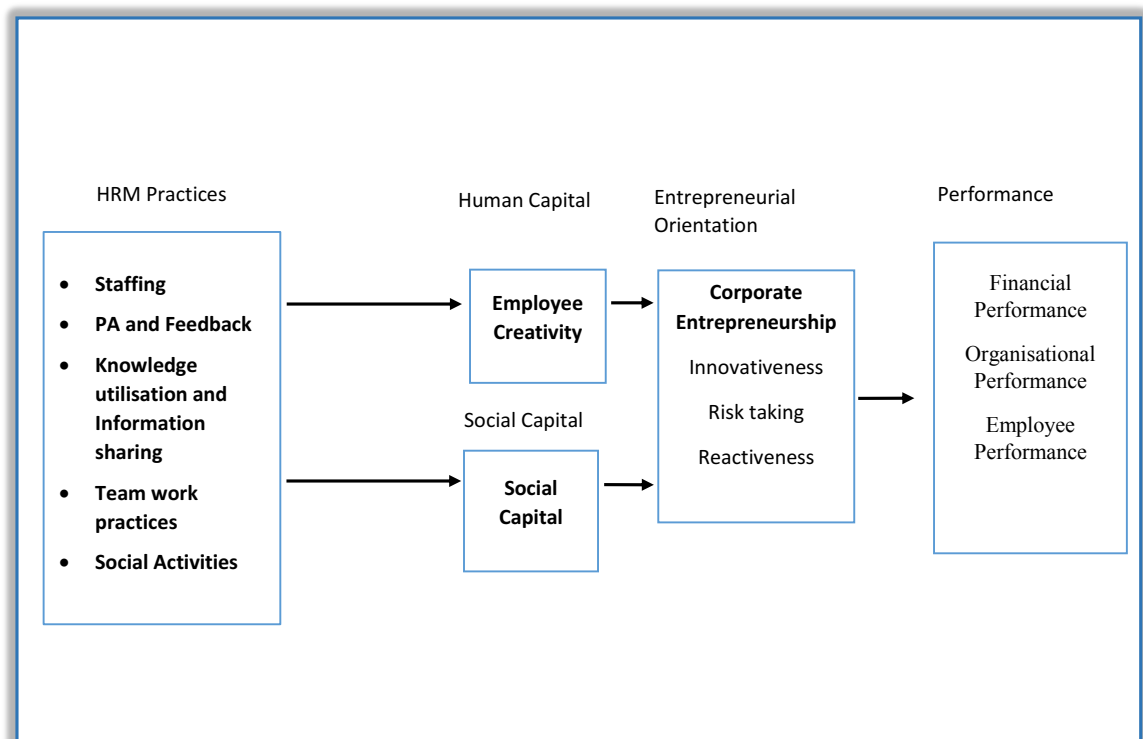 HRM Practices
• Staffing
• PA and Feedback
• Knowledge
utilisation and
Information
sharing
• Team work
practices
• Social Activities
Human Capital
Employee
Creativity
Social Capital
Social
Capital
Entrepreneurial
Orientation
Corporate
Entrepreneurship
Innovativeness
Risk taking
Reactiveness
Performance
Financial
Performance
Organisational
Performance
Employee
Performance